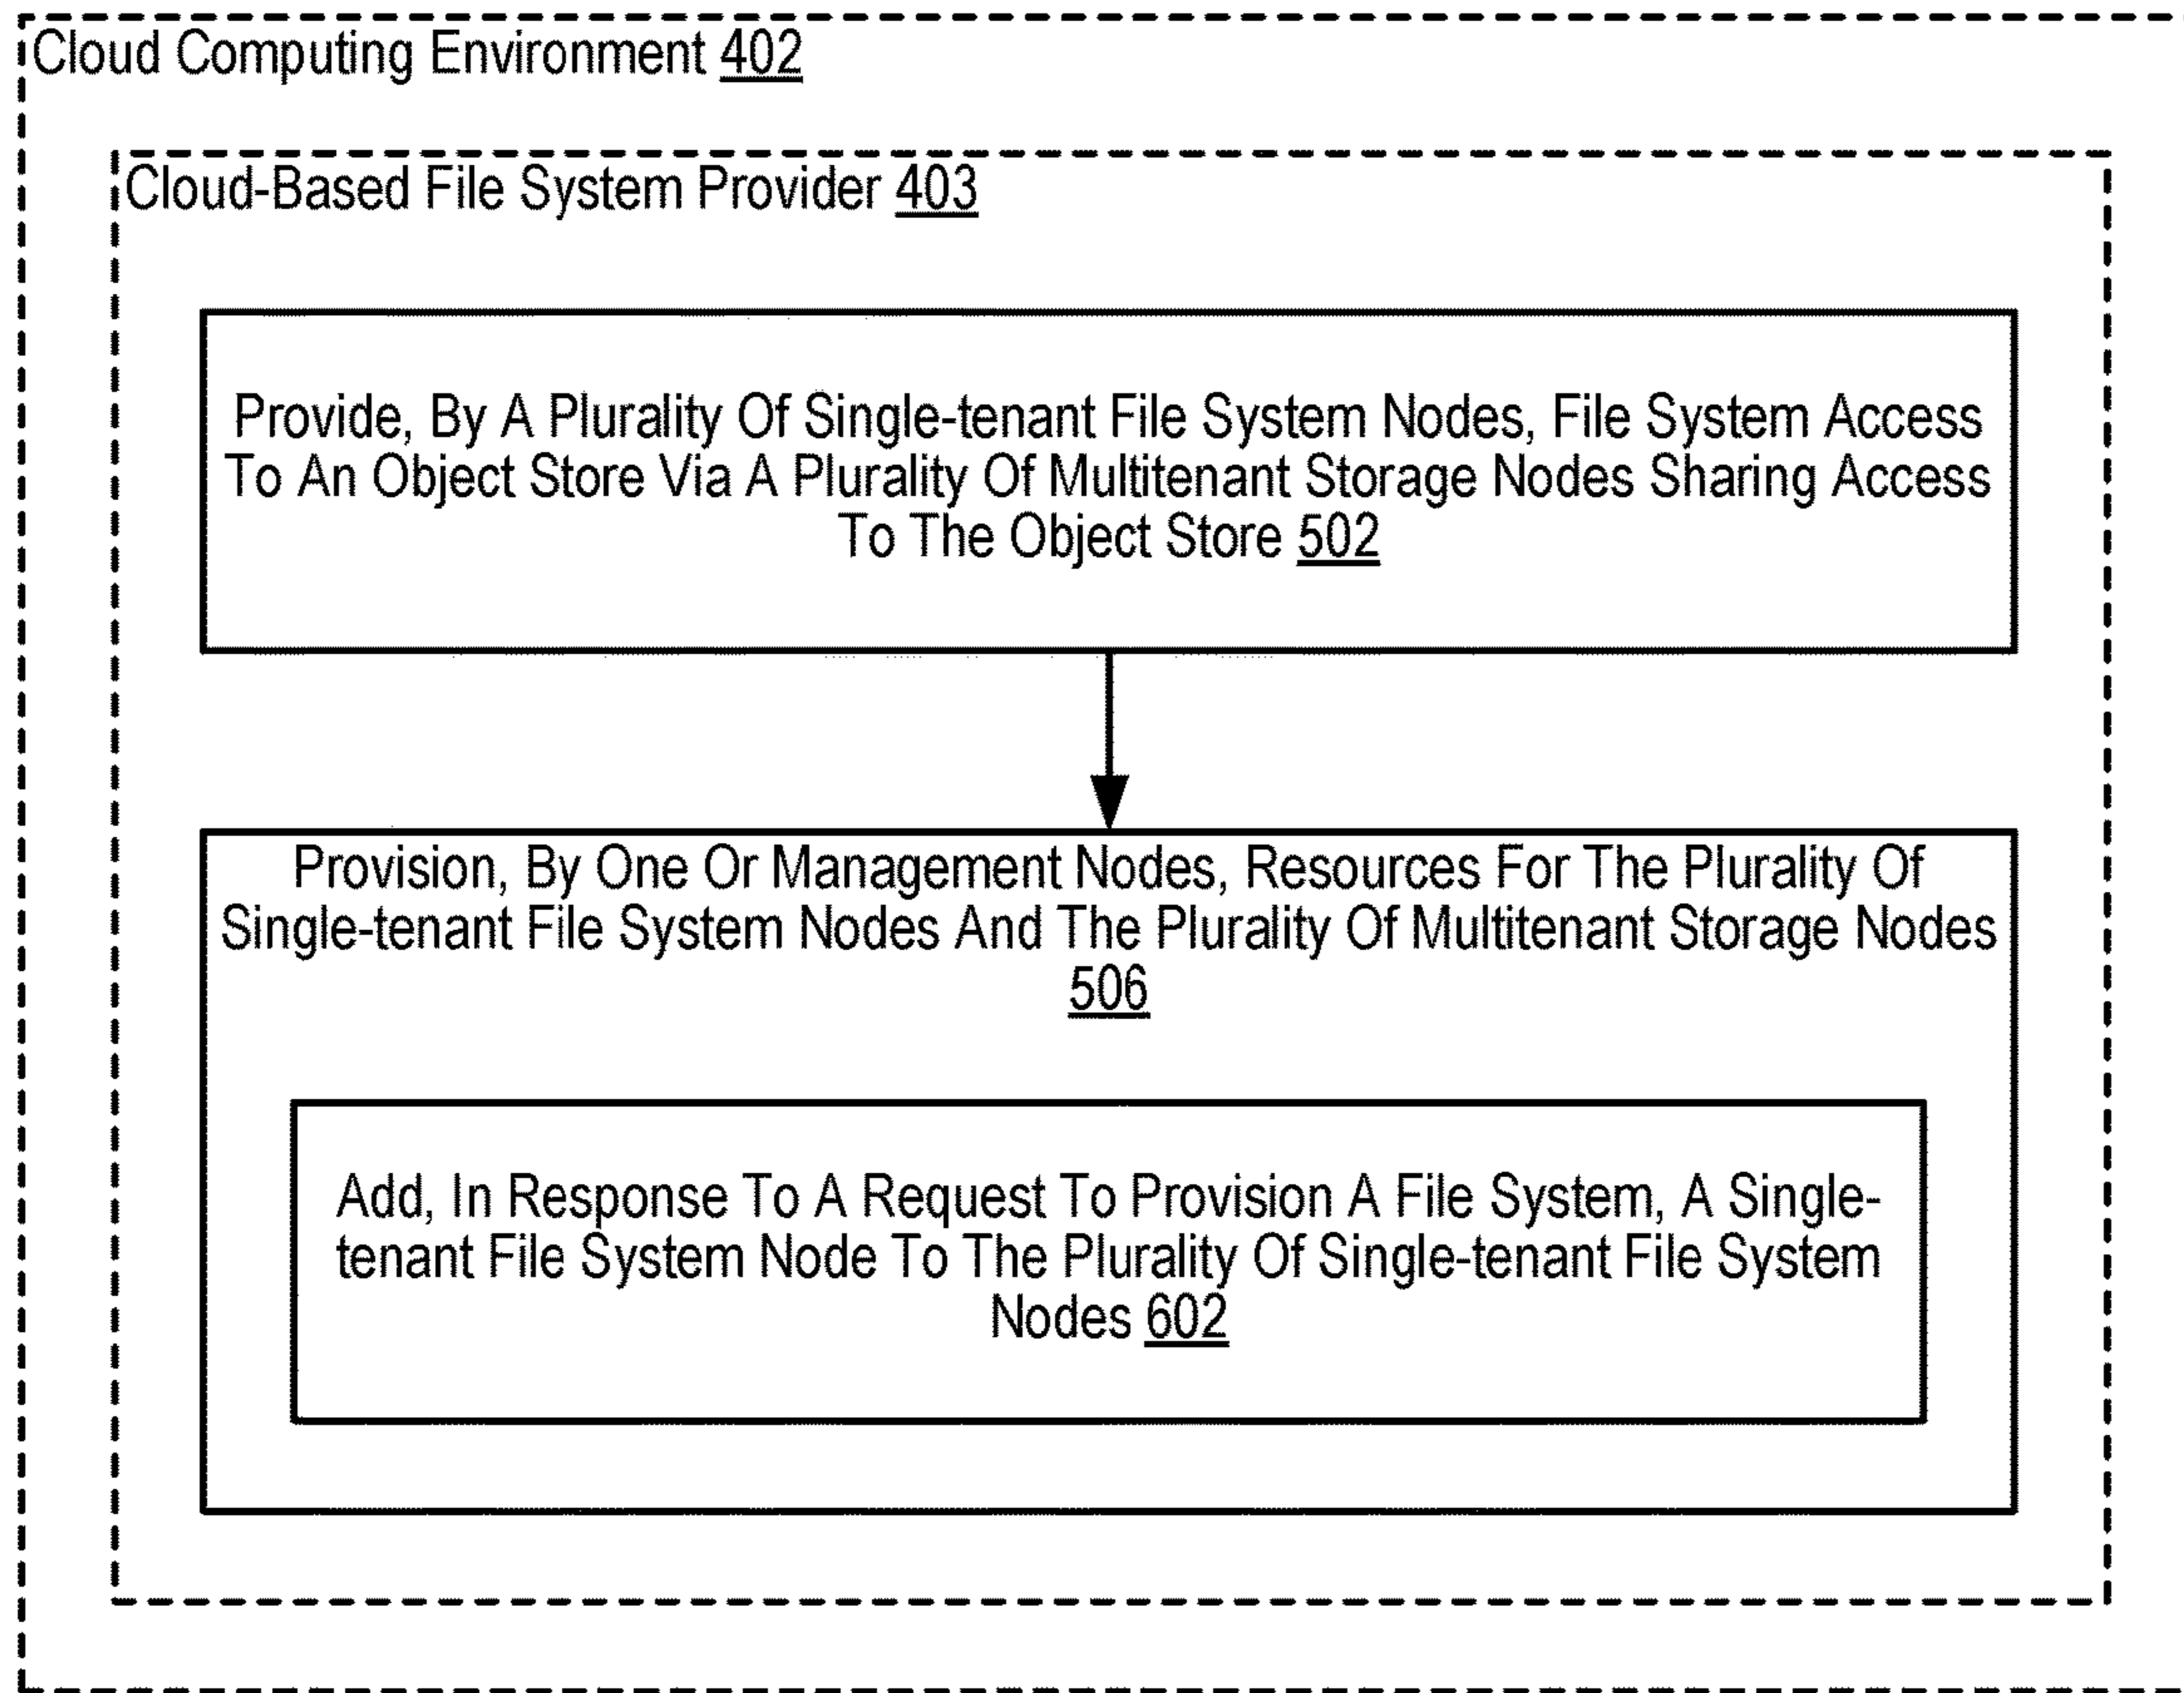 Cloud Computing Environment 402
Cloud-Based File System Provider 403
Provide, By A Plurality Of Single-tenant File System Nodes, File System Access
To An Object Store Via A Plurality Of Multitenant Storage Nodes Sharing Access
To The Object Store 502
Provision, By One Or Management Nodes, Resources For The Plurality Of
Single-tenant File System Nodes And The Plurality Of Multitenant Storage Nodes
506
Add, In Response To A Request To Provision A File System, A Single-
tenant File System Node To The Plurality Of Single-tenant File System
Nodes 602